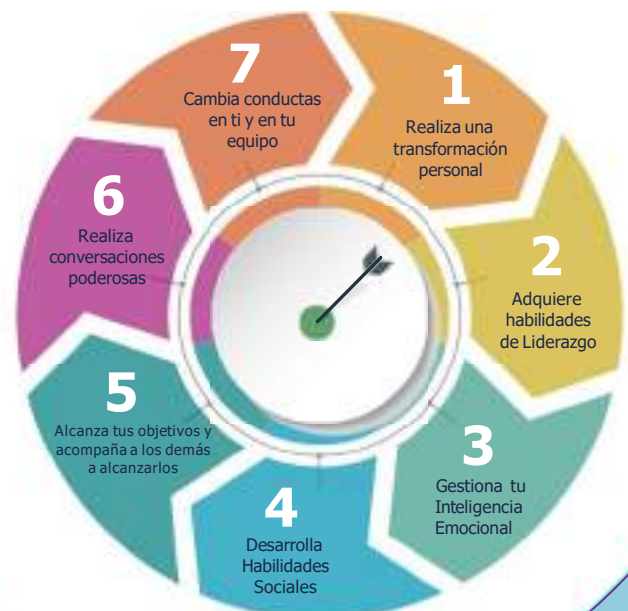 1
Realiza una
transformación
personal
2
Adquiere
habilidades
de Liderazgo
3
Gestiona tu
Inteligencia
Emocional
4
Desarrolla
Habilidades
Sociales
5
Alcanza tus objetivos y
acompaña a los demás
a alcanzarlos
6
Realiza
conversaciones
poderosas
7
Cambia conductas
en ti y en tu
equipo